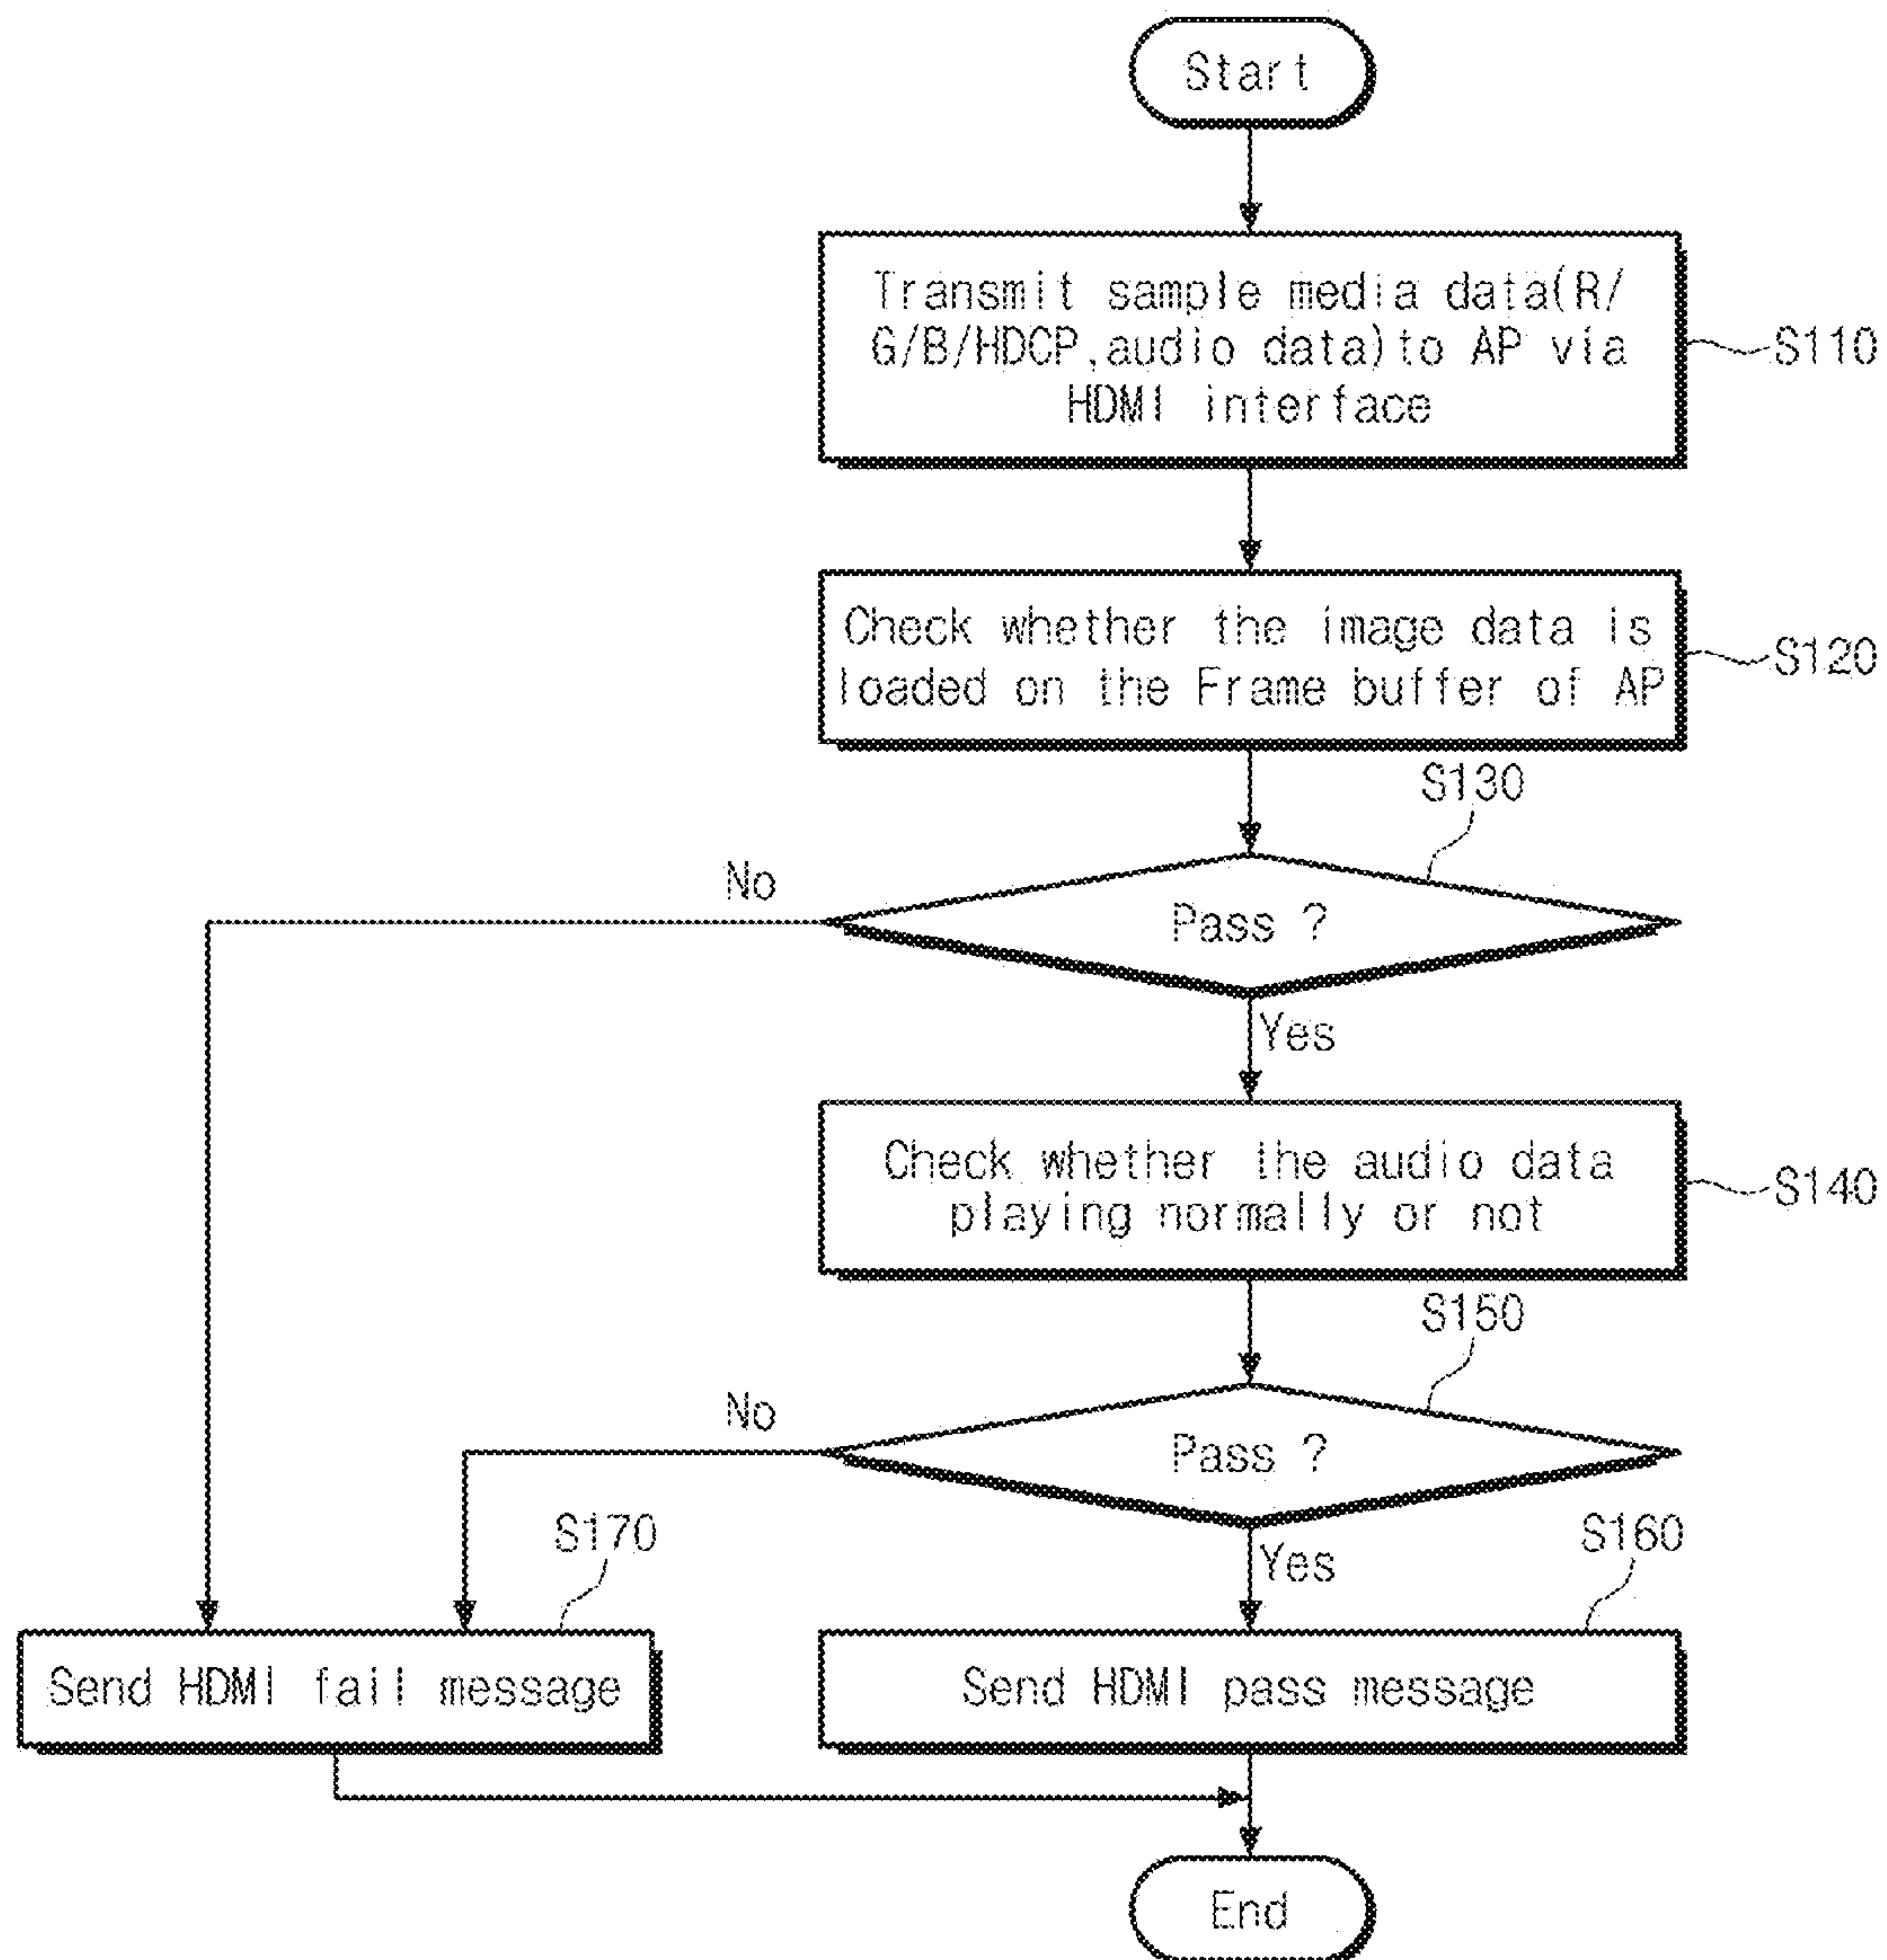 Start
Transmit sample media data(R/
G/B/HDCP,audio data)to AP via
HDMI interface
S110
Check whether the image data is
loaded on the Frame buffer of AP
S120
S130
No
Pass ?
Yes
Check whether the audio data
playing normally or not
S140
S150
No
Pass ?
S170
Yes
S160
Send HDMI fail message
Send HDMI pass message
End